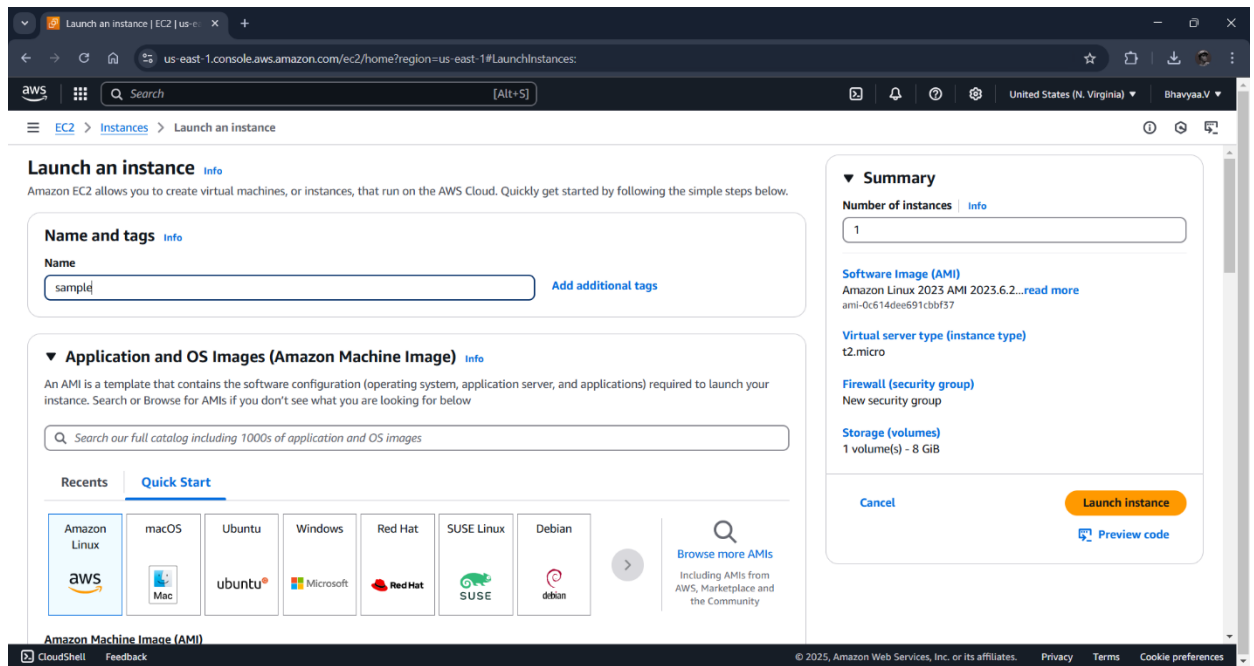 Launch an instance | EC2 | us-ea
us-east-1.console.aws.amazon.com/ec2/home?region=us-east-1#LaunchInstances:
aws
Search
[Alt+S]
United States (N. Virginia)
Bhavyaa.V
EC2 > Instances > Launch an instance
Launch an instance Info
Amazon EC2 allows you to create virtual machines, or instances, that run on the AWS Cloud. Quickly get started by following the simple steps below.
Name and tags Info
Name
sample
Add additional tags
Application and OS Images (Amazon Machine Image) Info
An AMI is a template that contains the software configuration (operating system, application server, and applications) required to launch your
instance. Search or Browse for AMIs if you don't see what you are looking for
below
Search our full catalog including 1000s of application and OS images
Recents
Quick Start
Amazon
Linux
aws
macOS
Mac
Ubuntu
ubuntu
Windows
Microsoft
Red Hat
Red Hat
SUSE Linux
SUSE
Debian
debian
Browse more AMIs
Including AMIs from
AWS, Marketplace and
the Community
Amazon Machine Image (AMI)
Summary
Number of instances Info
1
Software Image (AMI)
Amazon Linux 2023 AMI 2023.6.2...read more
ami-0c614dee691cbbf37
Virtual server type (instance type)
t2.micro
Firewall (security group)
New security group
Storage (volumes)
1 volume(s) - 8 GiB
Cancel
Launch instance
Preview code
CloudShell
Feedback
© 2025, Amazon Web Services, Inc. or its affiliates.
Privacy
Terms
Cookie preferences